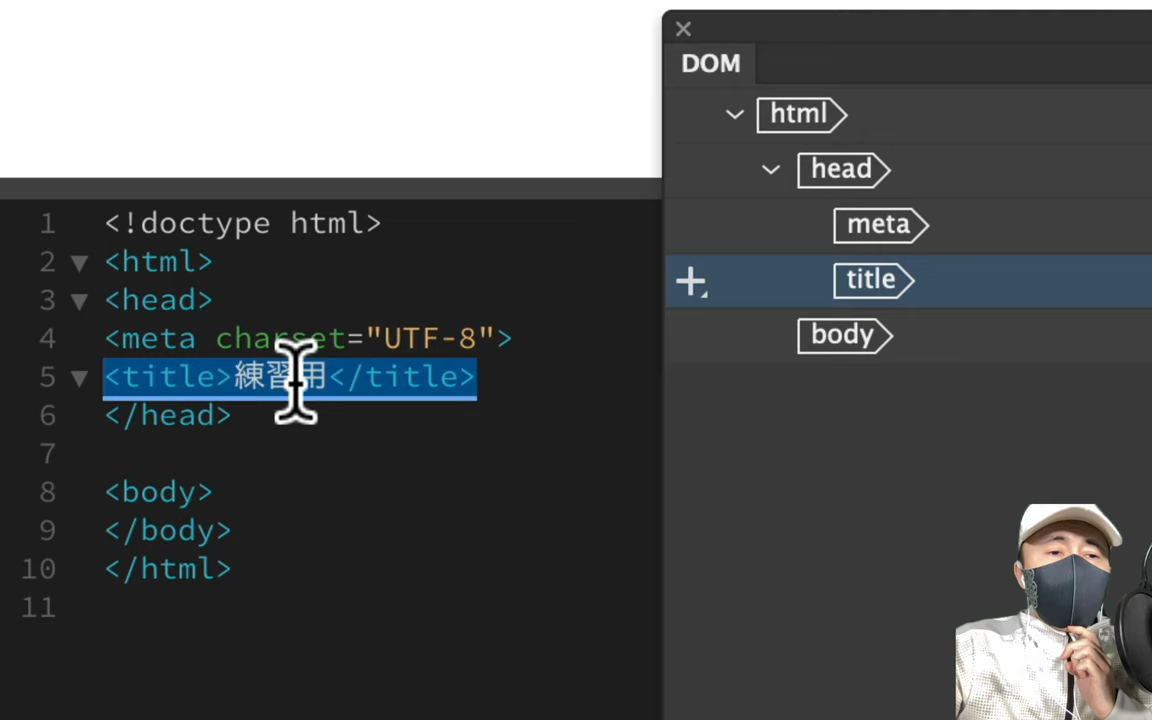 DOM
html
head
meta
title
body
1 <!doctype html>
2 <html>
3 <head>
4 <meta charset="UTF-8">
5 <title>練習用</title>
6 </head>
7
8 <body>
9 </body>
10 </html>
11